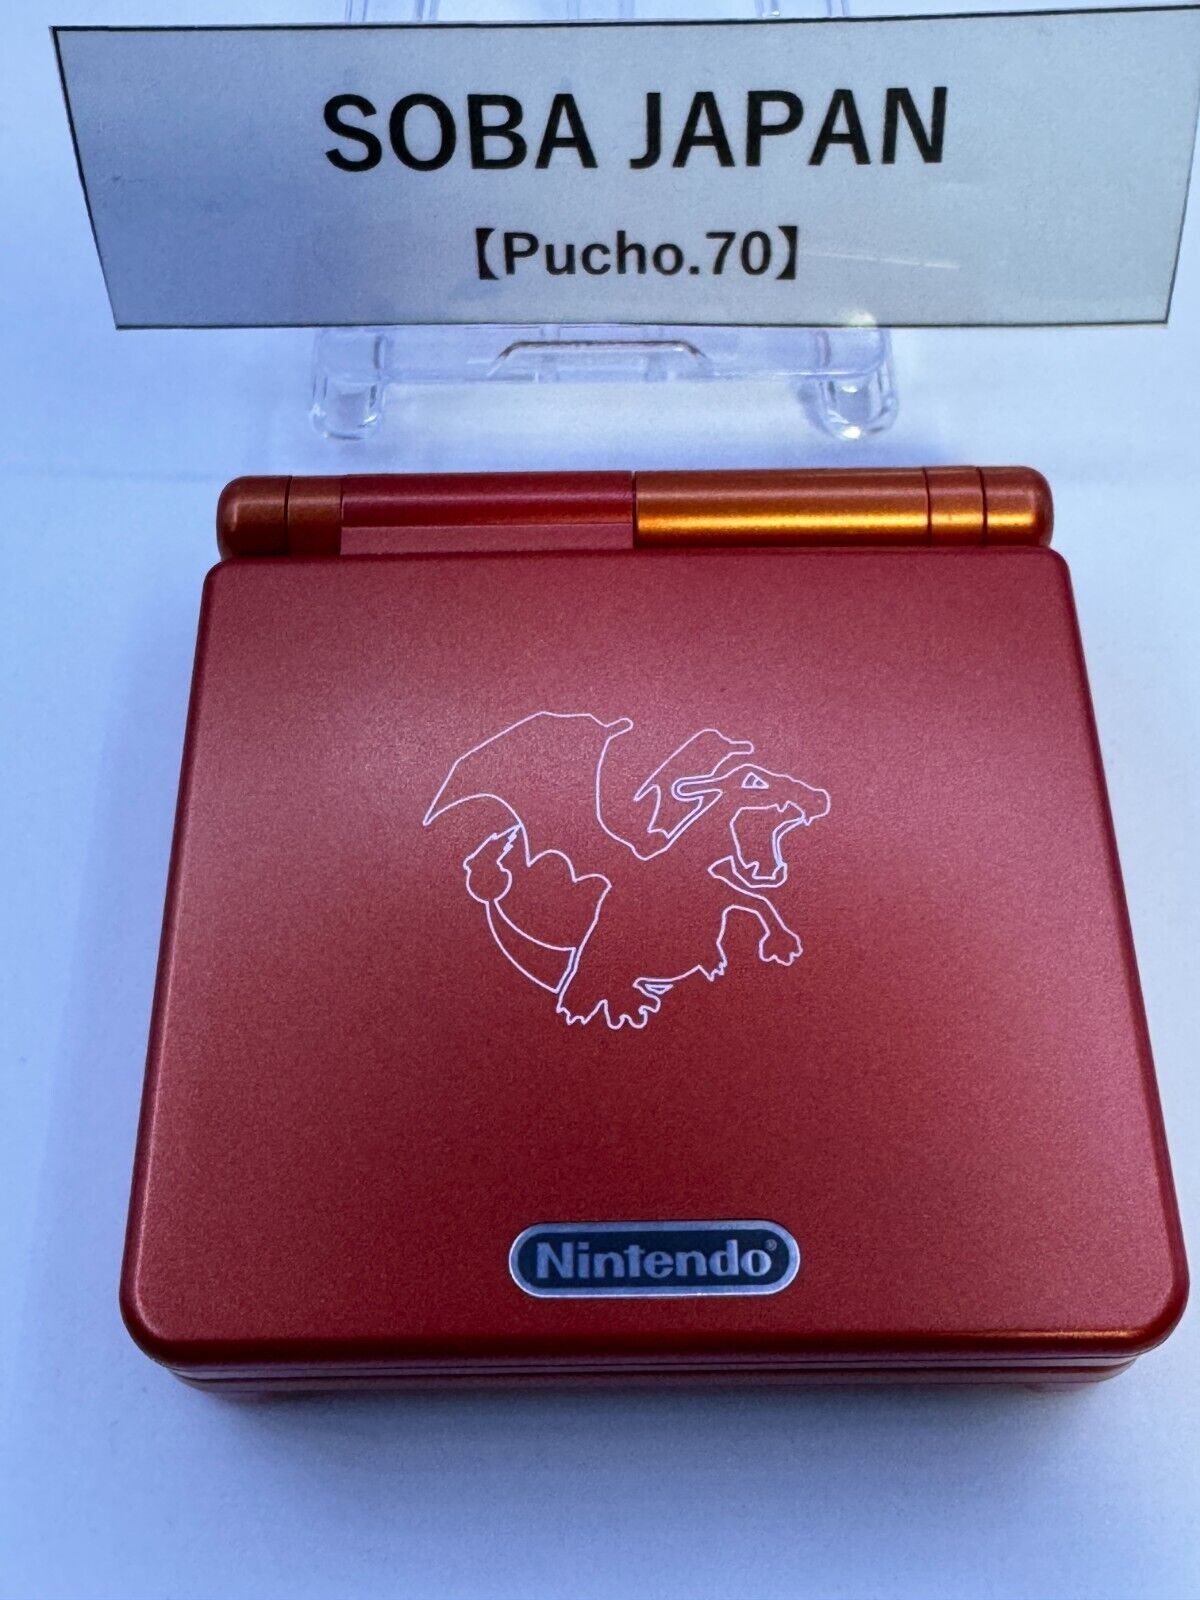 SOBA JAPAN
【Pucho.70】
Nintendo®